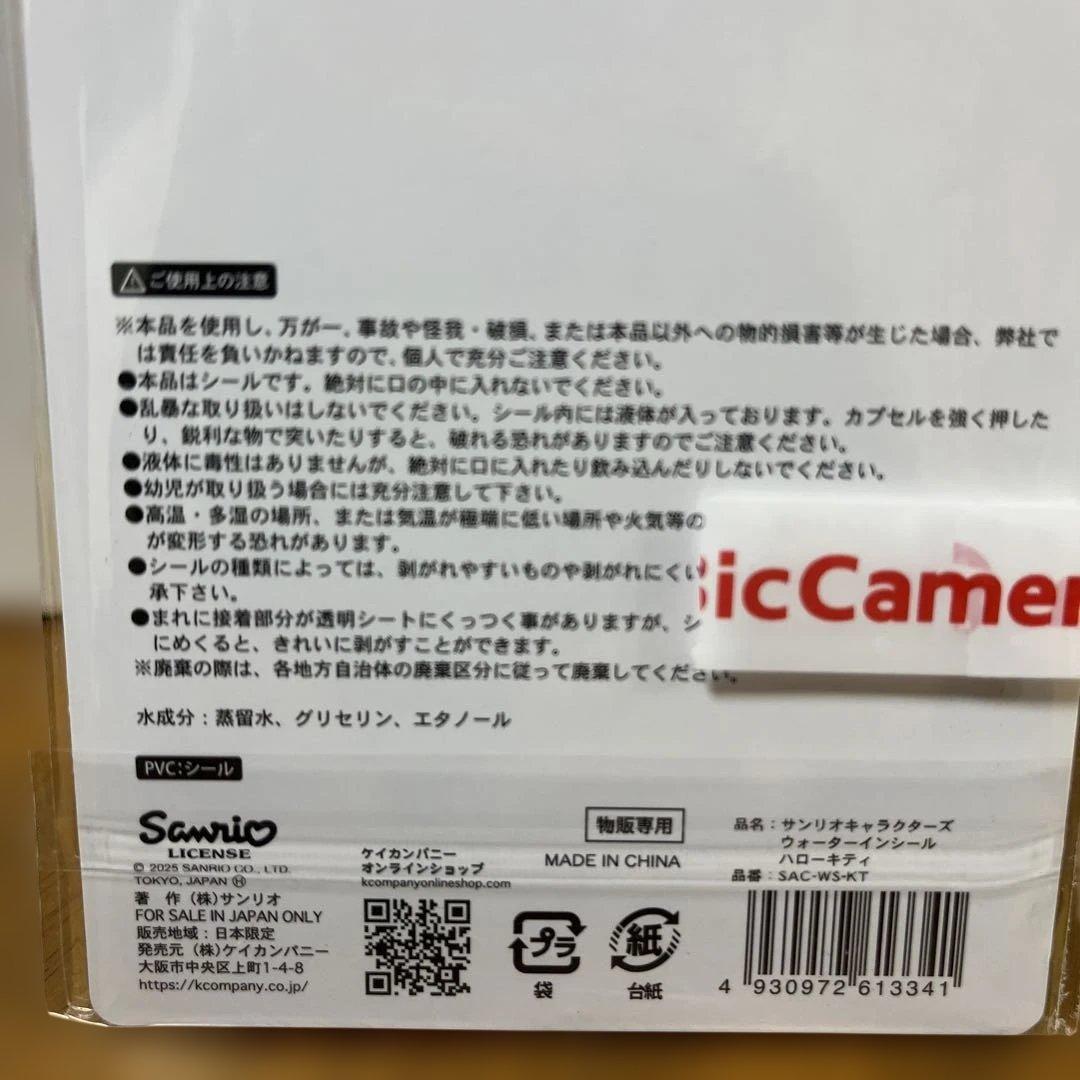 ご使用上の注意
※本品を使用し、万が一、事故や怪我・破損、または本品以外への物的損害等が生じた場合、弊社で
は責任を負いかねますので、個人で充分ご注意ください。
●本品はシールです。絶対に口の中に入れないでください。
●乱暴な取り扱いはしないでください。シール内には液体が入っております。カプセルを強く押した
り、鋭利な物で突いたりすると、破れる恐れがありますのでご注意ください。
●液体に毒性はありませんが、絶対に口に入れたり飲み込んだりしないでください。
●幼児が取り扱う場合には充分注意して下さい。
●高温・多湿の場所、または気温が極端に低い場所や火気等の
が変形する恐れがあります。
●シールの種類によっては、剥がれやすいものや剥がれにくい
承下さい。
●まれに接着部分が透明シートにくっつく事がありますが、シ
にめくると、きれいに剥がすことができます。
※廃棄の際は、各地方自治体の廃棄区分に従って廃棄してください。
BicCamer
水成分：蒸留水、グリセリン、エタノール
PVC：シール
Sanrio
LICENSE
© 2025 SANRIO CO., LTD.
TOKYO, JAPAN Ⓗ
著 作（株）サンリオ
FOR SALE IN JAPAN ONLY
販売地域：日本限定
発売元（株）ケイカンパニー
大阪市中央区上町1-4-8
https://kcompany.co.jp/
ケイカンパニー
オンラインショップ
kcompanyonlineshop.com
物販専用
MADE IN CHINA
プラ
袋
紙
台紙
品名：サンリオキャラクターズ
ウォーターインシール
ハローキティ
品番：SAC-WS-KT
4 930972 613341